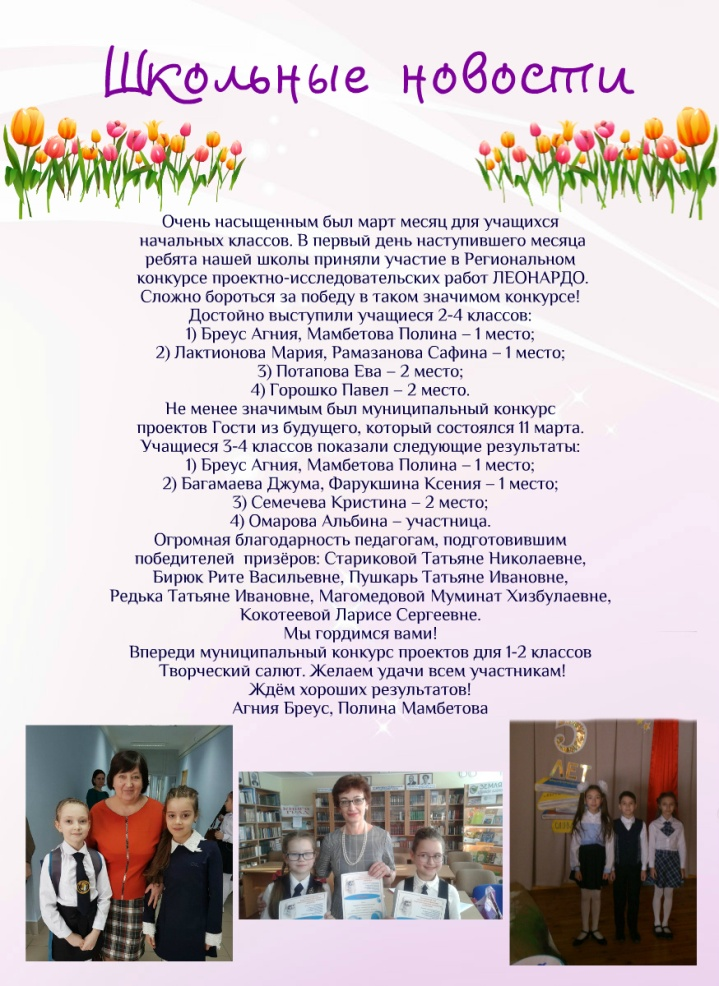 Школьные новости
Очень насыщенным был март месяц для учащихся
начальных классов. В первый день наступившего месяца
ребята нашей школы приняли участие в Региональном
конкурсе проектно-исследовательских работ ЛЕОНАРДО.
Сложно бороться за победу в таком значимом конкурсе!
Достойно выступили учащиеся 2-4 классов:
1) Бреус Агния, Мамбетова Полина – 1 место;
2) Лактионова Мария, Рамазанова Сафина – 1 место;
3) Потапова Ева – 2 место;
4) Горошко Павел – 2 место.
Не менее значимым был муниципальный конкурс
проектов Гости из будущего, который состоялся 11 марта.
Учащиеся 3-4 классов показали следующие результаты:
1) Бреус Агния, Мамбетова Полина – 1 место;
2) Багамаева Джума, Фарукшина Ксения – 1 место;
3) Семечева Кристина – 2 место;
4) Омарова Альбина – участница.
Огромная благодарность педагогам, подготовившим
победителей призёров: Стариковой Татьяне Николаевне,
Бирюк Рите Васильевне, Пушкарь Татьяне Ивановне,
Редька Татьяне Ивановне, Магомедовой Муминат Хизбулаевне,
Кокотеевой Ларисе Сергеевне.
Мы гордимся вами!
Впереди муниципальный конкурс проектов для 1-2 классов
Творческий салют. Желаем удачи всем участникам!
Ждём хороших результатов!
Агния Бреус, Полина Мамбетова
5
ЛЕТ